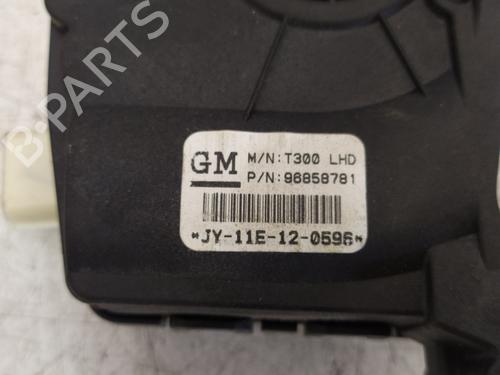 B-PARTS
GM
M/N:T300 LHD
P/N:96858781
*JY-11E-12-0596*